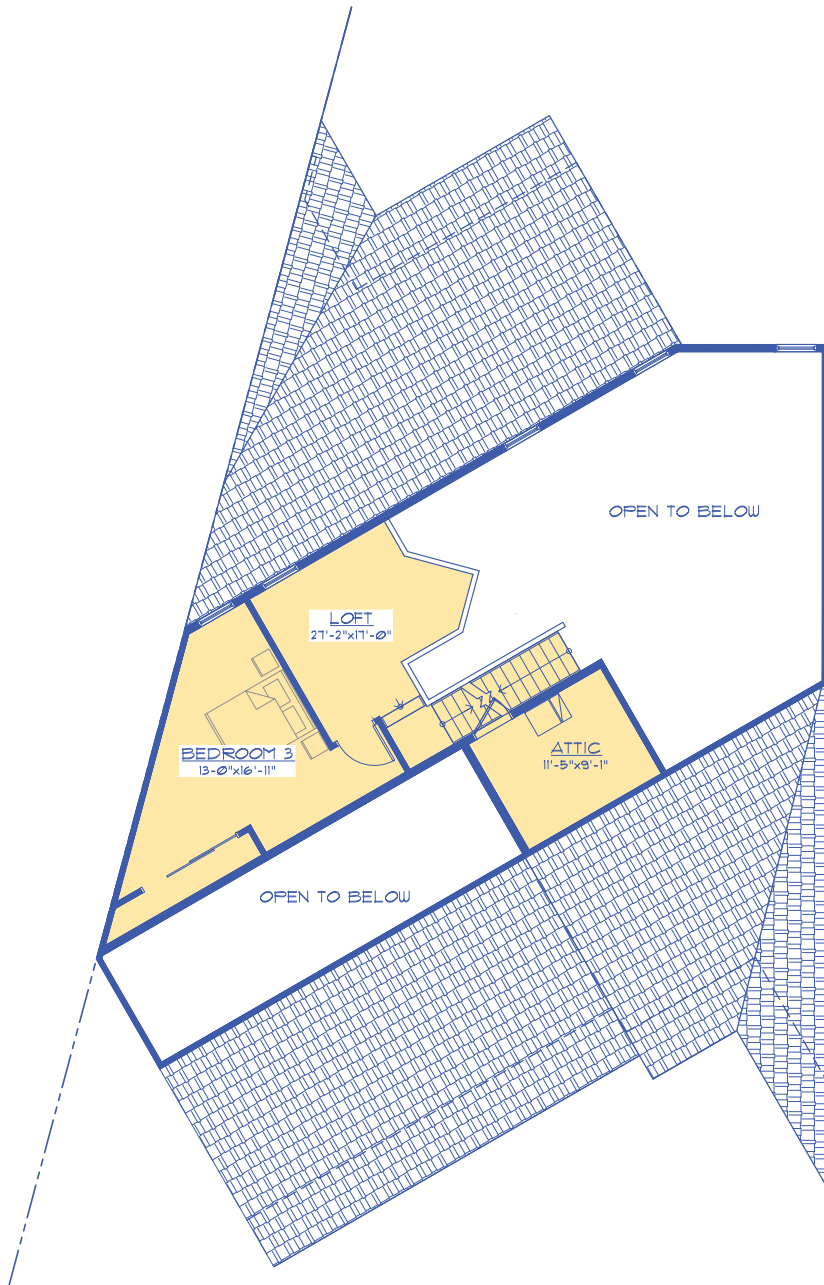 OPEN TO BELOW
LOFT
27'-2"x17'-0"
BEDROOM 3
13-0"x16'-11"
ATTIC
11'-5"x9'-1"
OPEN TO BELOW